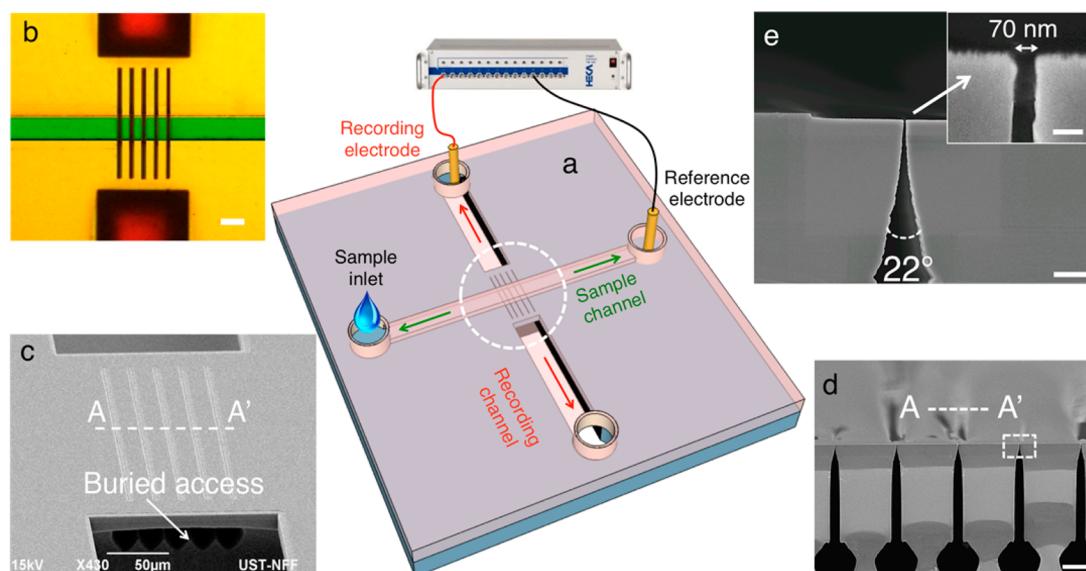 b
HEKA
e
70 nm
Recording
electrode
a
Reference
electrode
22°
Sample
inlet
Sample
channel
c
A A'
Buried access
15kV X430 50μm UST-NFF
Recording
channel
d
A A'